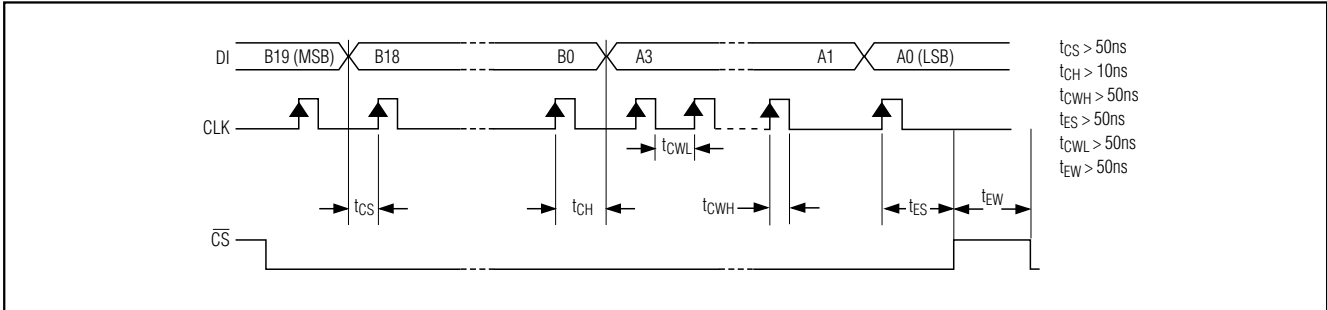 DI B19 (MSB) B18 B0 A3 A1 A0 (LSB)
CLK
tCWL
tCS tCH tCWH tES tEW
C̅S̅
tCS > 50ns
tCH > 10ns
tCWH > 50ns
tES > 50ns
tCWL > 50ns
tEW > 50ns